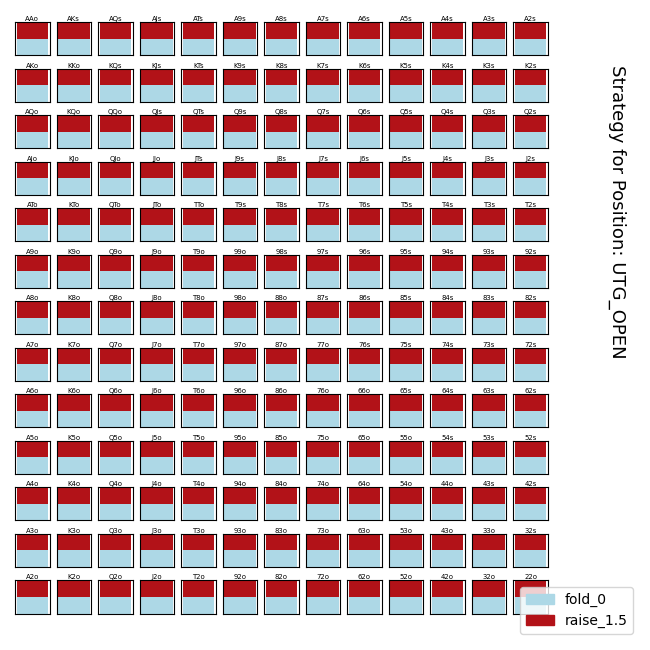 AAo AKs AQs AJs ATs A9s A8s A7s A6s A5s A4s A3s A2s
AKo KKo KQs KJs KTs K9s K8s K7s K6s K5s K4s K3s K2s
AQo KQo QQo QJs QTs Q9s Q8s Q7s Q6s Q5s Q4s Q3s Q2s
AJo KJo QJo JJo JTs J9s J8s J7s J6s J5s J4s J3s J2s
ATo KTo QTo JTo TTo T9s T8s T7s T6s T5s T4s T3s T2s
A9o K9o Q9o J9o T9o 99o 98s 97s 96s 95s 94s 93s 92s
A8o K8o Q8o J8o T8o 98o 88o 87s 86s 85s 84s 83s 82s
A7o K7o Q7o J7o T7o 97o 87o 77o 76s 75s 74s 73s 72s
A6o K6o Q6o J6o T6o 96o 86o 76o 66o 65s 64s 63s 62s
A5o K5o Q5o J5o T5o 95o 85o 75o 65o 55o 54s 53s 52s
A4o K4o Q4o J4o T4o 94o 84o 74o 64o 54o 44o 43s 42s
A3o K3o Q3o J3o T3o 93o 83o 73o 63o 53o 43o 33o 32s
A2o K2o Q2o J2o T2o 92o 82o 72o 62o 52o 42o 32o 22o
Strategy for Position: UTG_OPEN
fold_0
raise_1.5